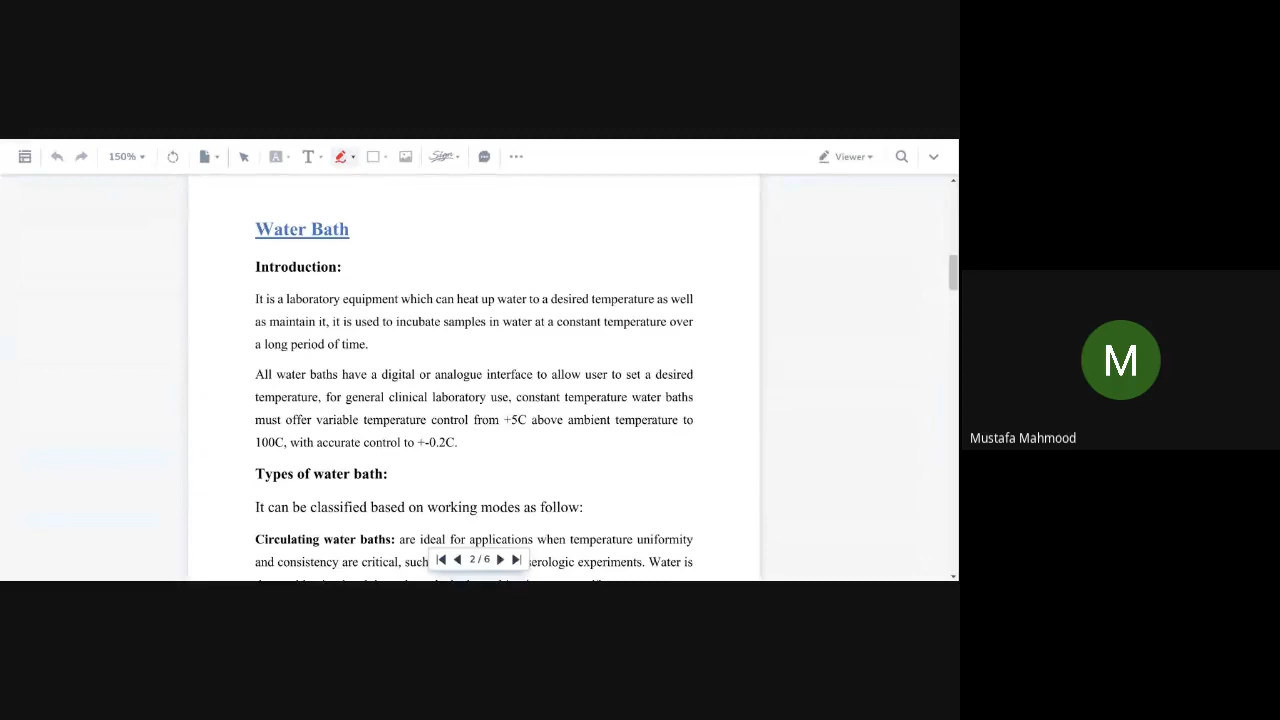 150%
T
Sign
Viewer
Water Bath
Introduction:
It is a laboratory equipment which can heat up water to a desired temperature as well
as maintain it, it is used to incubate samples in water at a constant temperature over
a long period of time.
All water baths have a digital or analogue interface to allow user to set a desired
temperature, for general clinical laboratory use, constant temperature water baths
must offer variable temperature control from +5C above ambient temperature to
100C, with accurate control to +-0.2C.
Types of water bath:
It can be classified based on working modes as follow:
Circulating water baths: are ideal for applications when temperature uniformity
and consistency are critical, such serologic experiments. Water is
2 / 6
M
Mustafa Mahmood